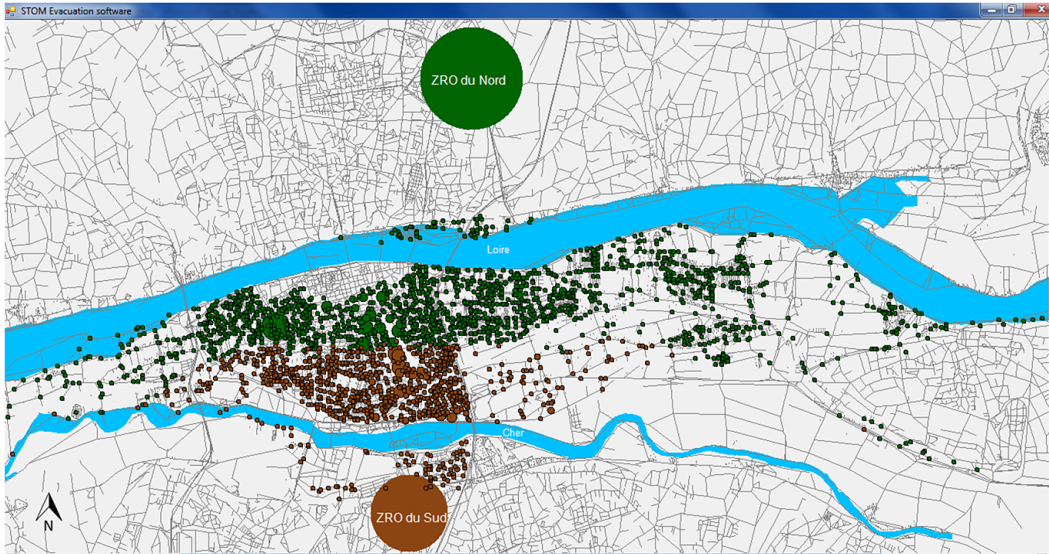 STOM Evacuation software
ZRO du Nord
Loire
Cher
ZRO du Sud
N